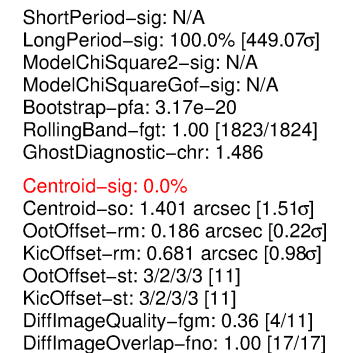 ShortPeriod−sig: N/A
LongPeriod−sig: 100.0% [449.07σ]
ModelChiSquare2−sig: N/A
ModelChiSquareGof−sig: N/A
Bootstrap−pfa: 3.17e−20
RollingBand−fgt: 1.00 [1823/1824]
GhostDiagnostic−chr: 1.486
Centroid−sig: 0.0%
Centroid−so: 1.401 arcsec [1.51σ]
OotOffset−rm: 0.186 arcsec [0.22σ]
KicOffset−rm: 0.681 arcsec [0.98σ]
OotOffset−st: 3/2/3/3 [11]
KicOffset−st: 3/2/3/3 [11]
DiffImageQuality−fgm: 0.36 [4/11]
DiffImageOverlap−fno: 1.00 [17/17]